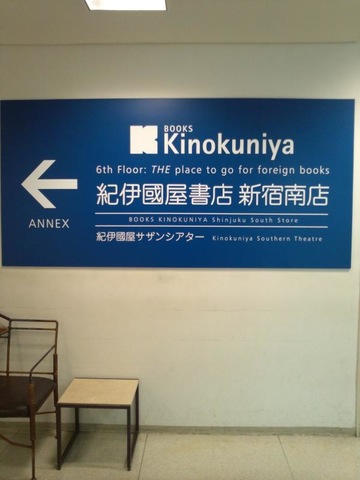 BOOKS
Kinokuniya
6th Floor: THE place to go for foreign books
紀伊國屋書店 新宿南店
BOOKS KINOKUNIYA Shinjuku South Store
紀伊國屋サザンシアター Kinokuniya Southern Theatre
ANNEX